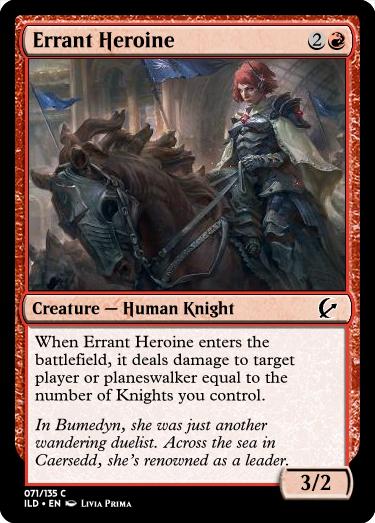 Errant Heroine 2
Creature — Human Knight
When Errant Heroine enters the
battlefield, it deals damage to target
player or planeswalker equal to the
number of Knights you control.
In Bumedyn, she was just another
wandering duelist. Across the sea in
Caersedd, she's renowned as a leader.
3/2
071/135 C
ILD • EN Livia Prima